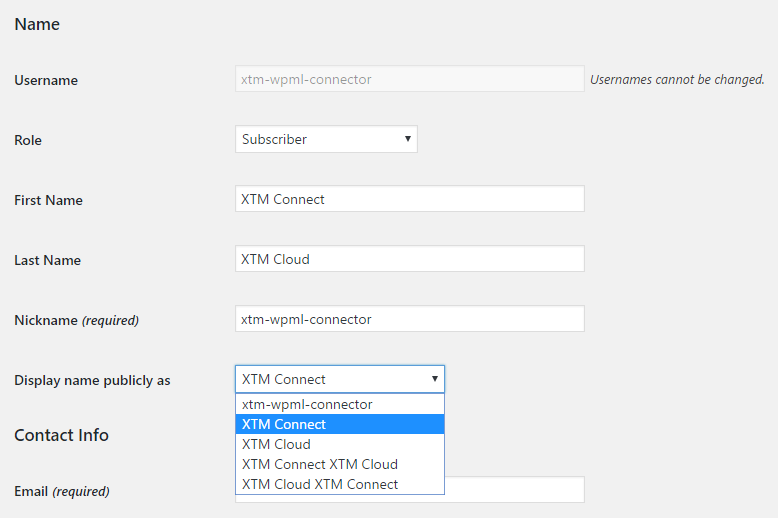 Name
Username xtm-wpml-connector Usernames cannot be changed.
Role Subscriber
First Name XTM Connect
Last Name XTM Cloud
Nickname (required) xtm-wpml-connector
Display name publicly as XTM Connect
xtm-wpml-connector
XTM Connect
XTM Cloud
XTM Connect XTM Cloud
XTM Cloud XTM Connect
Contact Info
Email (required)